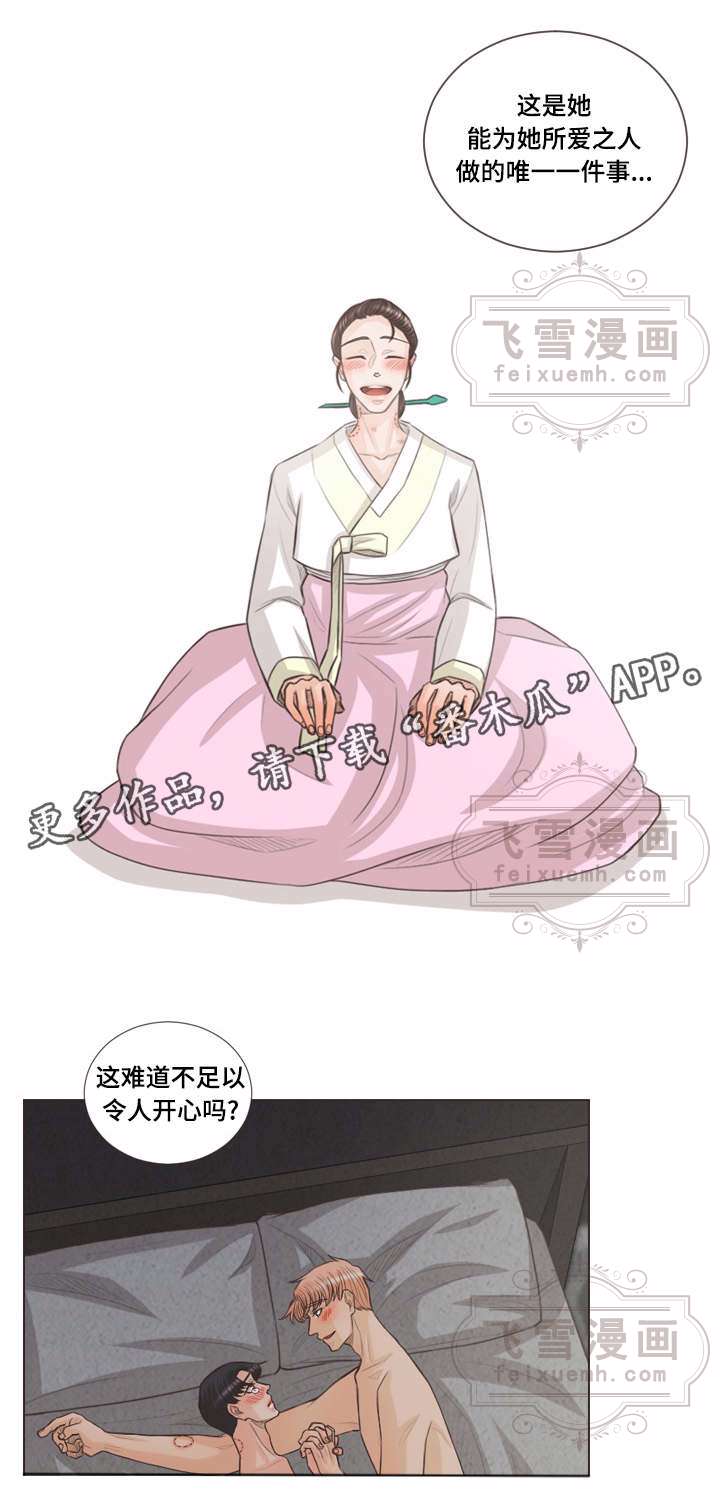 这是她
能为她所爱之人
做的唯一一件事...
飞雪漫画
feixuemh.com
更多作品，请下载“番木瓜”APP。
飞雪漫画
feixuemh.com
这难道不足以
令人开心吗?
飞雪漫画
feixuemh.com